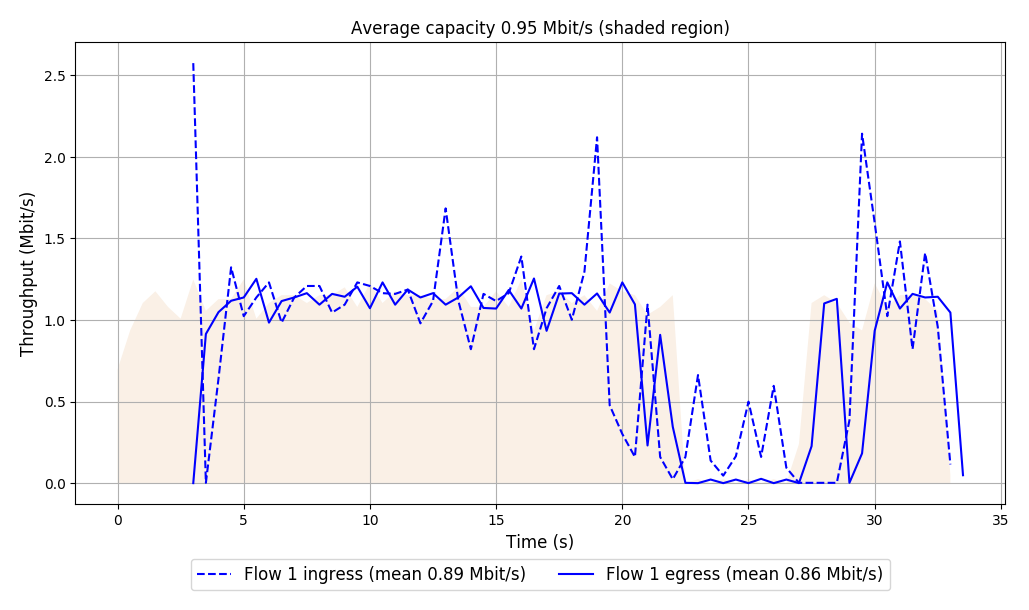 Average capacity 0.95 Mbit/s (shaded region)
Throughput (Mbit/s)
2.5
2.0
1.5
1.0
0.5
0.0
0 5 10 15 20 25 30 35
Time (s)
Flow 1 ingress (mean 0.89 Mbit/s) Flow 1 egress (mean 0.86 Mbit/s)